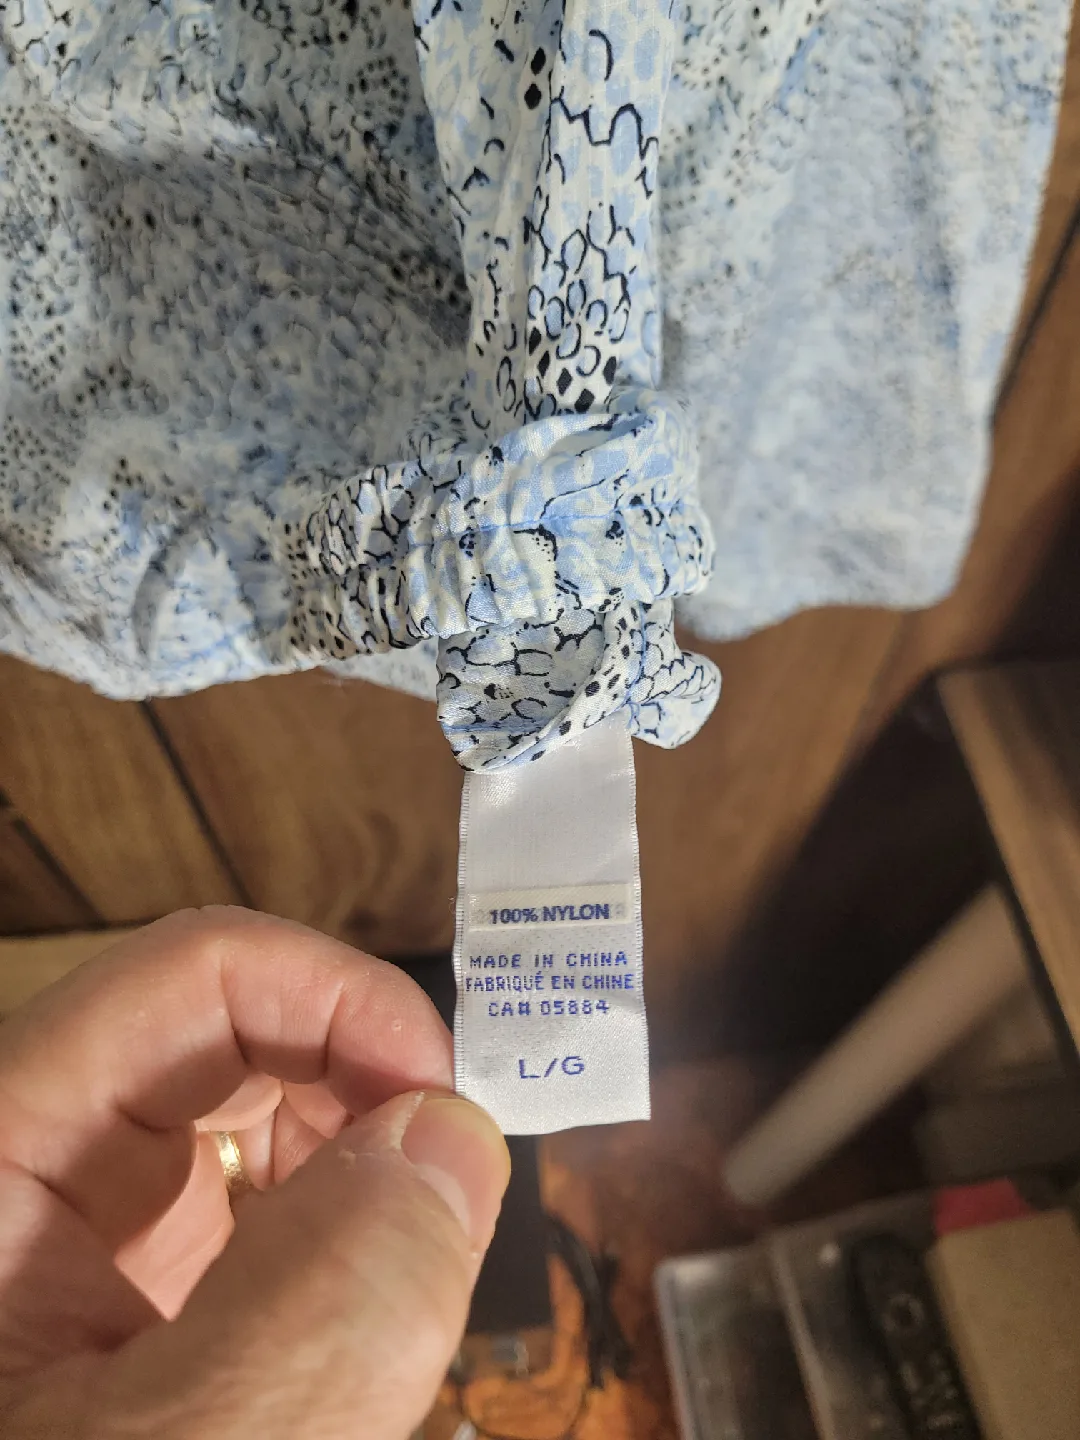 100% NYLON
MADE IN CHINA
FABRIQUÉ EN CHINE
CA# 05884
L/G